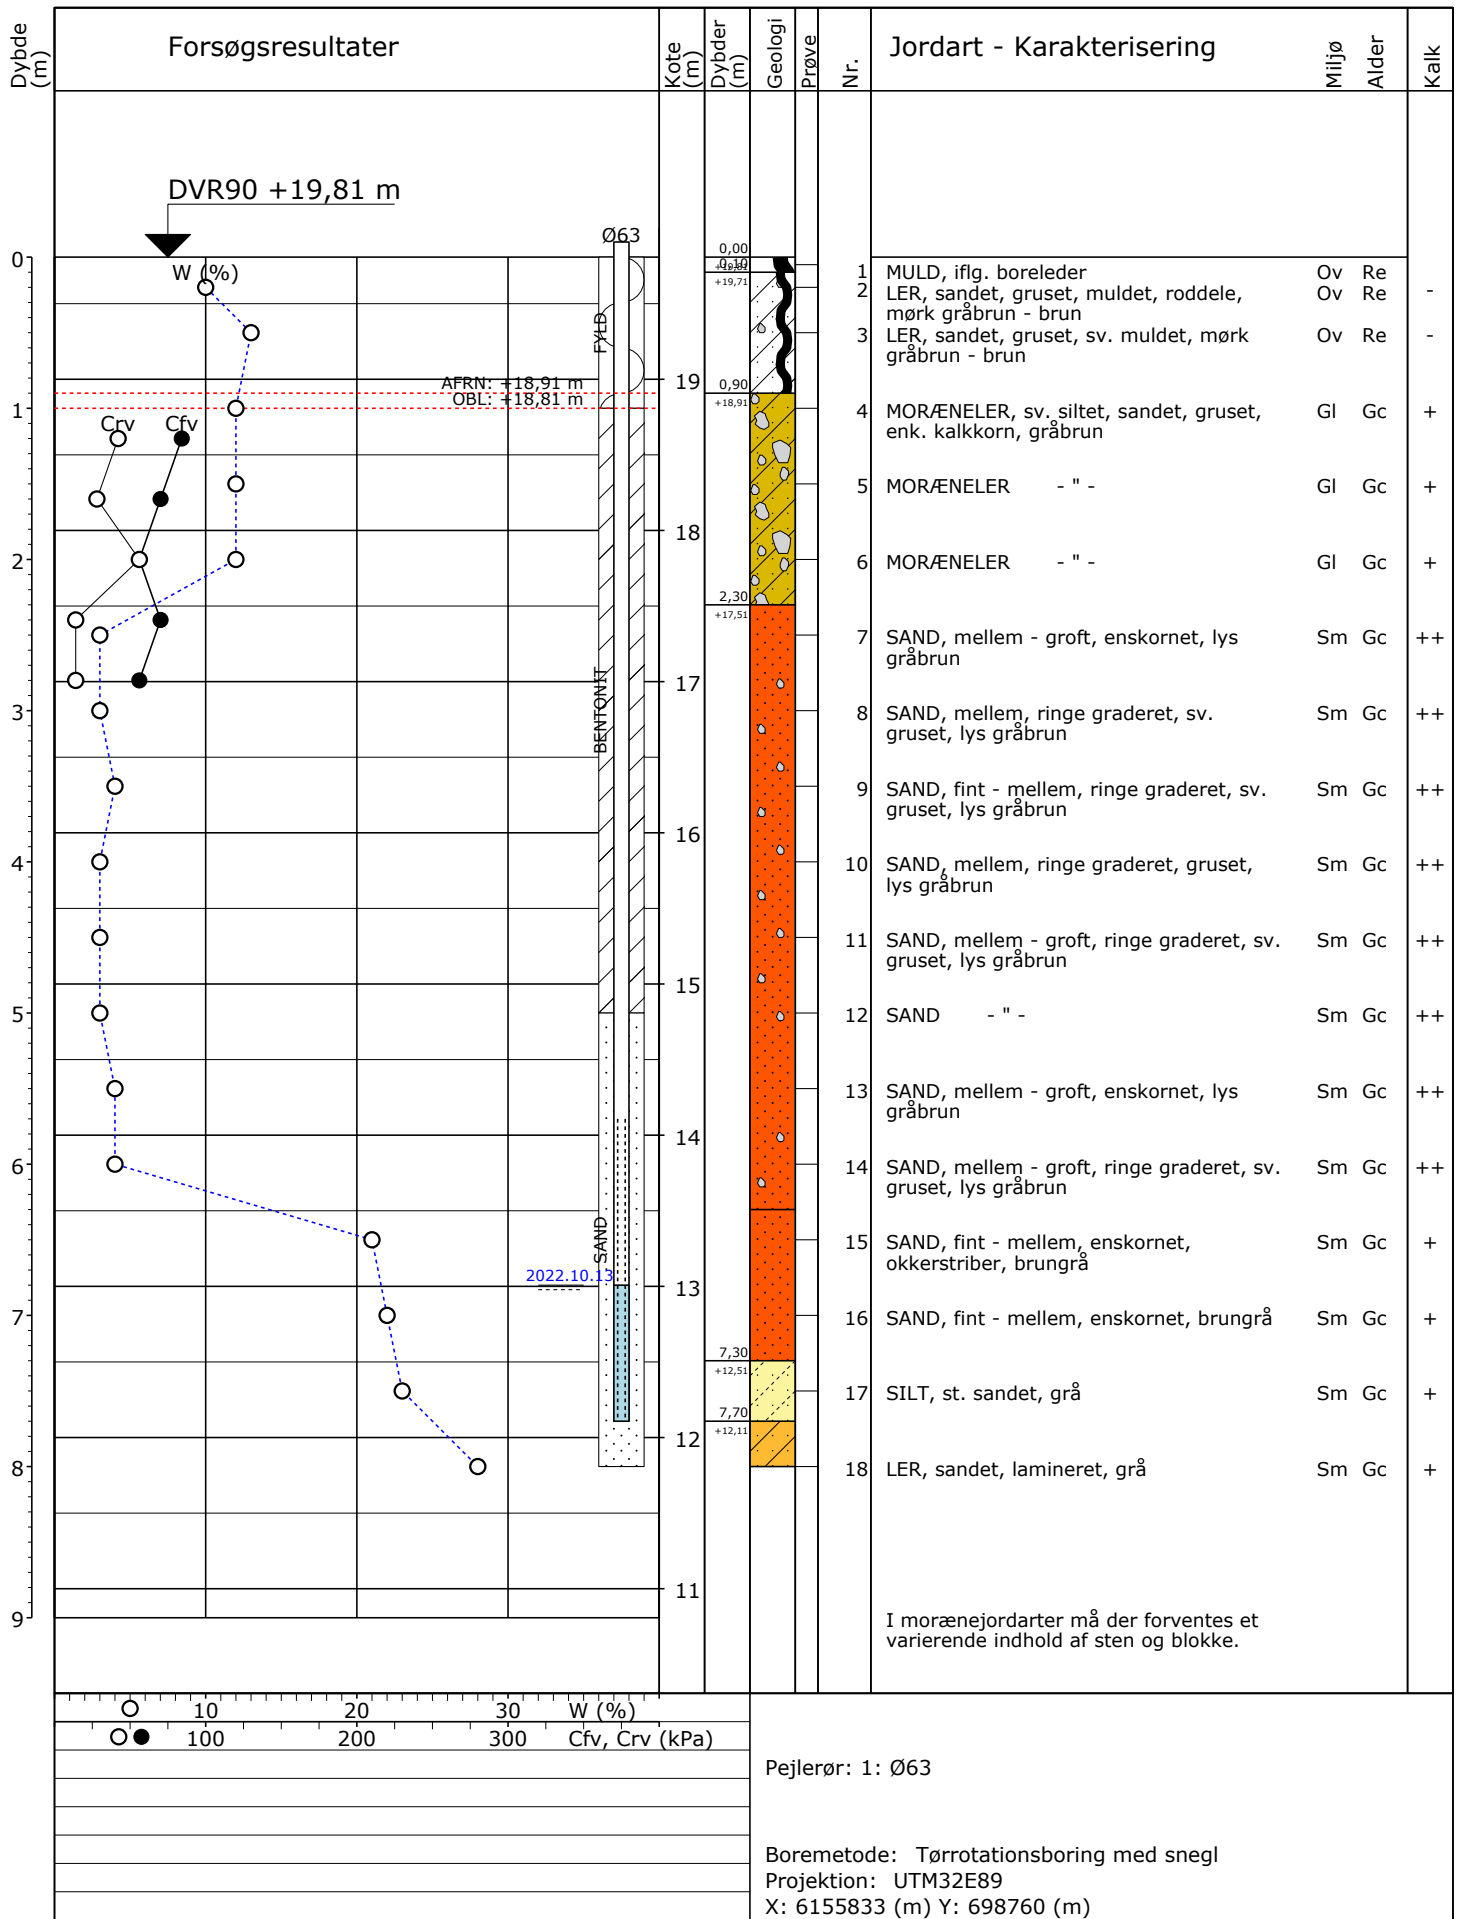 Dybde (m)
Forsøgsresultater
Kote (m)
Dybder (m)
Geologi
Prøve
Nr.
Jordart - Karakterisering
Miljø
Alder
Kalk
DVR90 +19,81 m
Ø63
W (%)
Crv
Cfv
FYLD
BENTONIT
SAND
AFRN: +18,91 m
OBL: +18,81 m
2022.10.13
0
1
2
3
4
5
6
7
8
9
19
18
17
16
15
14
13
12
11
0,00
0,10
+19,71
0,90
+18,91
2,30
+17,51
7,30
+12,51
7,70
+12,11
1 MULD, iflg. boreleder Ov Re
2 LER, sandet, gruset, muldet, roddele, Ov Re -
mørk gråbrun - brun
3 LER, sandet, gruset, sv. muldet, mørk Ov Re -
gråbrun - brun
4 MORÆNELER, sv. siltet, sandet, gruset, Gl Gc +
enk. kalkkorn, gråbrun
5 MORÆNELER - " - Gl Gc +
6 MORÆNELER - " - Gl Gc +
7 SAND, mellem - groft, enskornet, lys Sm Gc ++
gråbrun
8 SAND, mellem, ringe graderet, sv. Sm Gc ++
gruset, lys gråbrun
9 SAND, fint - mellem, ringe graderet, sv. Sm Gc ++
gruset, lys gråbrun
10 SAND, mellem, ringe graderet, gruset, Sm Gc ++
lys gråbrun
11 SAND, mellem - groft, ringe graderet, sv. Sm Gc ++
gruset, lys gråbrun
12 SAND - " - Sm Gc ++
13 SAND, mellem - groft, enskornet, lys Sm Gc ++
gråbrun
14 SAND, mellem - groft, ringe graderet, sv. Sm Gc ++
gruset, lys gråbrun
15 SAND, fint - mellem, enskornet, Sm Gc +
okkerstriber, brungrå
16 SAND, fint - mellem, enskornet, brungrå Sm Gc +
17 SILT, st. sandet, grå Sm Gc +
18 LER, sandet, lamineret, grå Sm Gc +
I morænejordarter må der forventes et
varierende indhold af sten og blokke.
10 20 30 W (%)
100 200 300 Cfv, Crv (kPa)
Pejlerør: 1: Ø63
Boremetode: Tørrotationsboring med snegl
Projektion: UTM32E89
X: 6155833 (m) Y: 698760 (m)